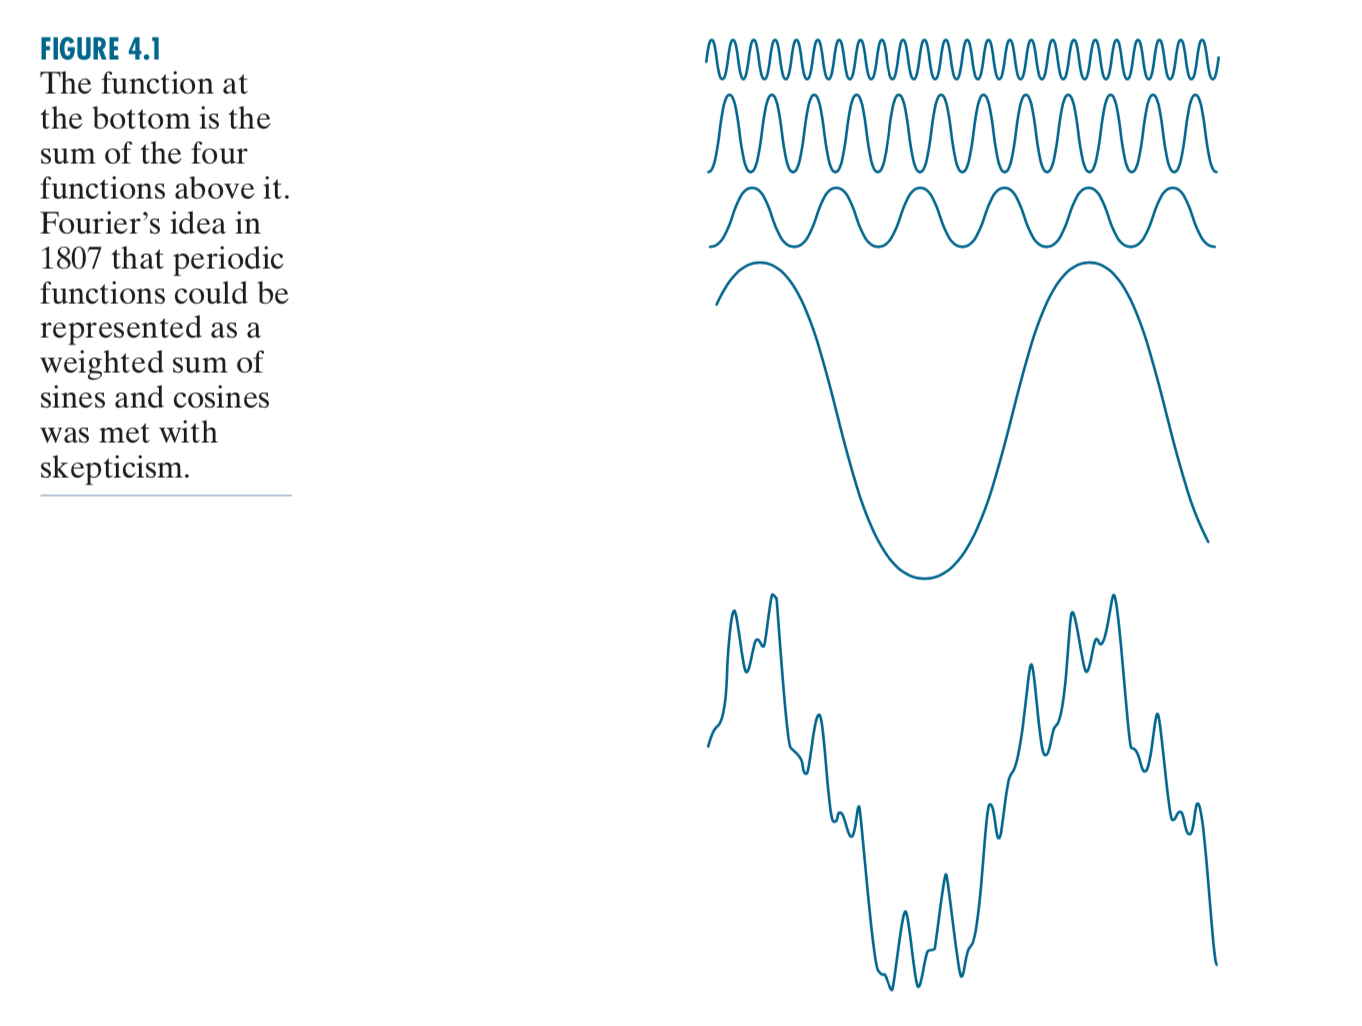 FIGURE 4.1
The function at
the bottom is the
sum of the four
functions above it.
Fourier’s idea in
1807 that periodic
functions could be
represented as a
weighted sum of
sines and cosines
was met with
skepticism.